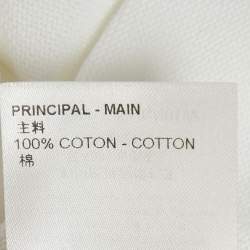 PRINCIPAL - MAIN
主料
100% COTON - COTTON
棉